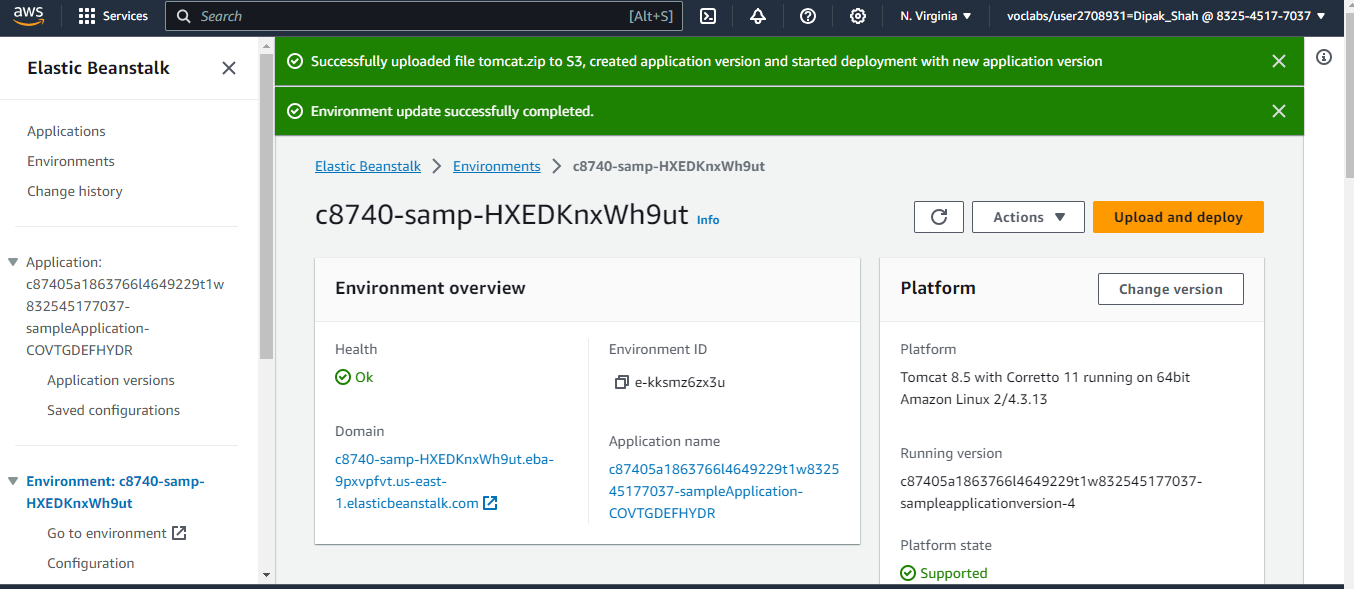 aws
Services
Search
[Alt+S]
N. Virginia
voclabs/user2708931=Dipak_Shah @ 8325-4517-7037
Elastic Beanstalk
Applications
Environments
Change history
Application:
c87405a1863766l4649229t1w
832545177037-
sampleApplication-
COVTGDEFHYDR
Application versions
Saved configurations
Environment: c8740-samp-
HXEDKnxWh9ut
Go to environment
Configuration
Successfully uploaded file tomcat.zip to S3, created application version and started deployment with new application version
Environment update successfully completed.
Elastic Beanstalk
Environments
c8740-samp-HXEDKnxWh9ut
c8740-samp-HXEDKnxWh9ut
Info
Actions
Upload and deploy
Environment overview
Health
Ok
Domain
c8740-samp-HXEDKnxWh9ut.eba-
9pxvpfvt.us-east-
1.elasticbeanstalk.com
Environment ID
e-kksmz6zx3u
Application name
c87405a1863766l4649229t1w8325
45177037-sampleApplication-
COVTGDEFHYDR
Platform
Change version
Platform
Tomcat 8.5 with Corretto 11 running on 64bit
Amazon Linux 2/4.3.13
Running version
c87405a1863766l4649229t1w832545177037-
sampleapplicationversion-4
Platform state
Supported